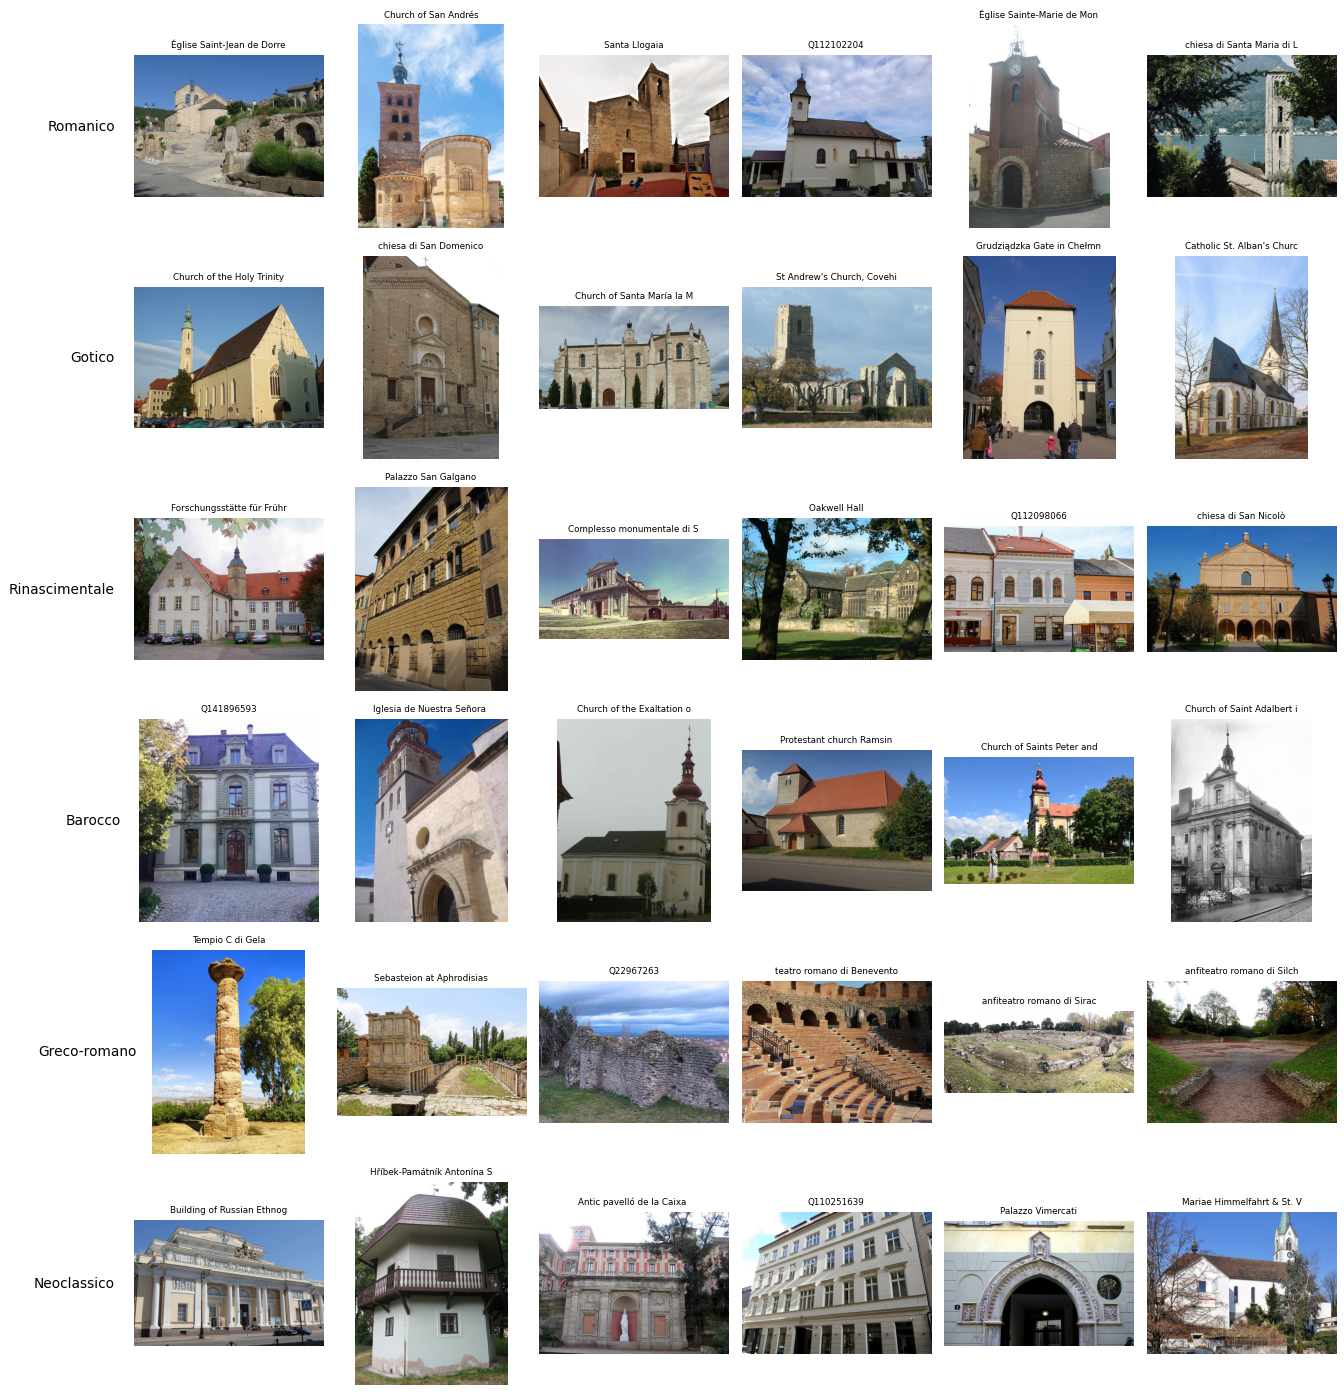 Romanico
Église Saint-Jean de Dorre
Church of San Andrés
Santa Llogaia
Q112102204
Église Sainte-Marie de Mon
chiesa di Santa Maria di L
Gotico
Church of the Holy Trinity
chiesa di San Domenico
Church of Santa María la M
St Andrew's Church, Covehi
Grudziądzka Gate in Chełmn
Catholic St. Alban's Churc
Rinascimentale
Forschungsstätte für Frühr
Palazzo San Galgano
Complesso monumentale di S
Oakwell Hall
Q112098066
chiesa di San Nicolò
Barocco
Q141896593
Iglesia de Nuestra Señora
Church of the Exaltation o
Protestant church Ramsin
Church of Saints Peter and
Church of Saint Adalbert i
Greco-romano
Tempio C di Gela
Sebasteion at Aphrodisias
Q22967263
teatro romano di Benevento
anfiteatro romano di Sirac
anfiteatro romano di Silch
Neoclassico
Building of Russian Ethnog
Hříbek-Památník Antonína S
Antic pavelló de la Caixa
Q110251639
Palazzo Vimercati
Mariae Himmelfahrt & St. V